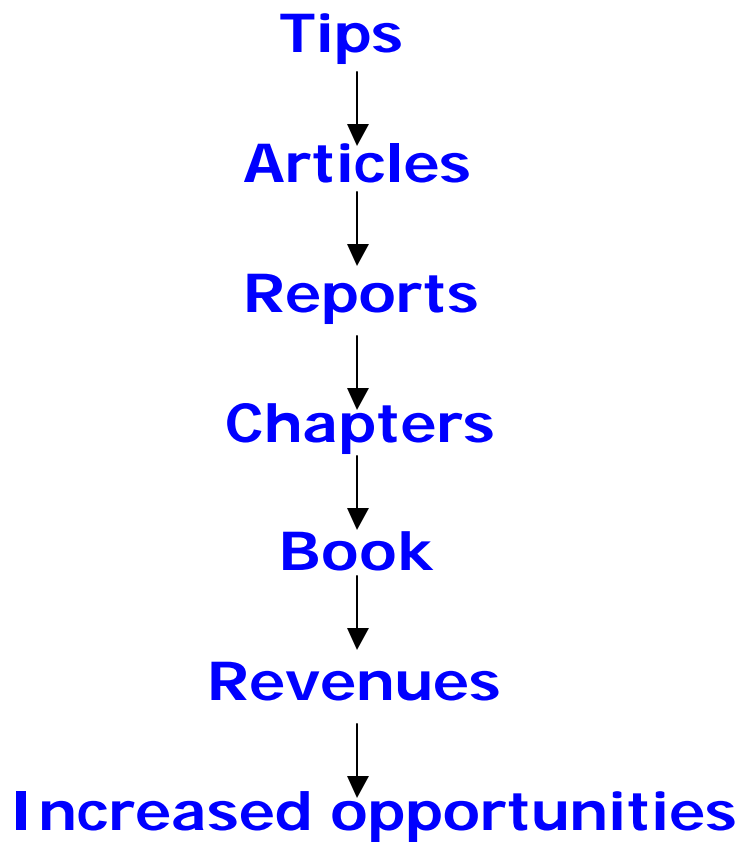 Tips
Articles
Reports
Chapters
Book
Revenues
Increased opportunities